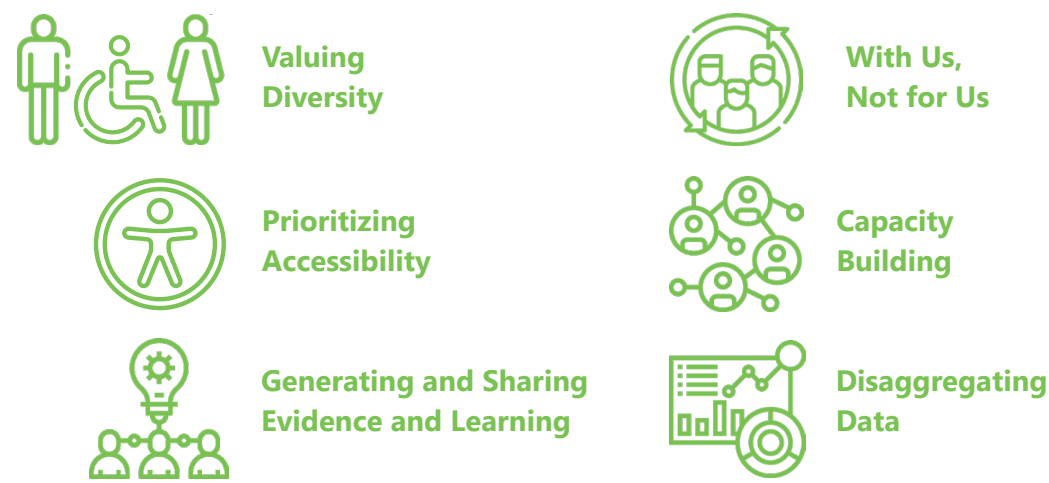 Valuing
Diversity
With Us,
Not for Us
Prioritizing
Accessibility
Capacity
Building
Generating and Sharing
Evidence and Learning
Disaggregating
Data